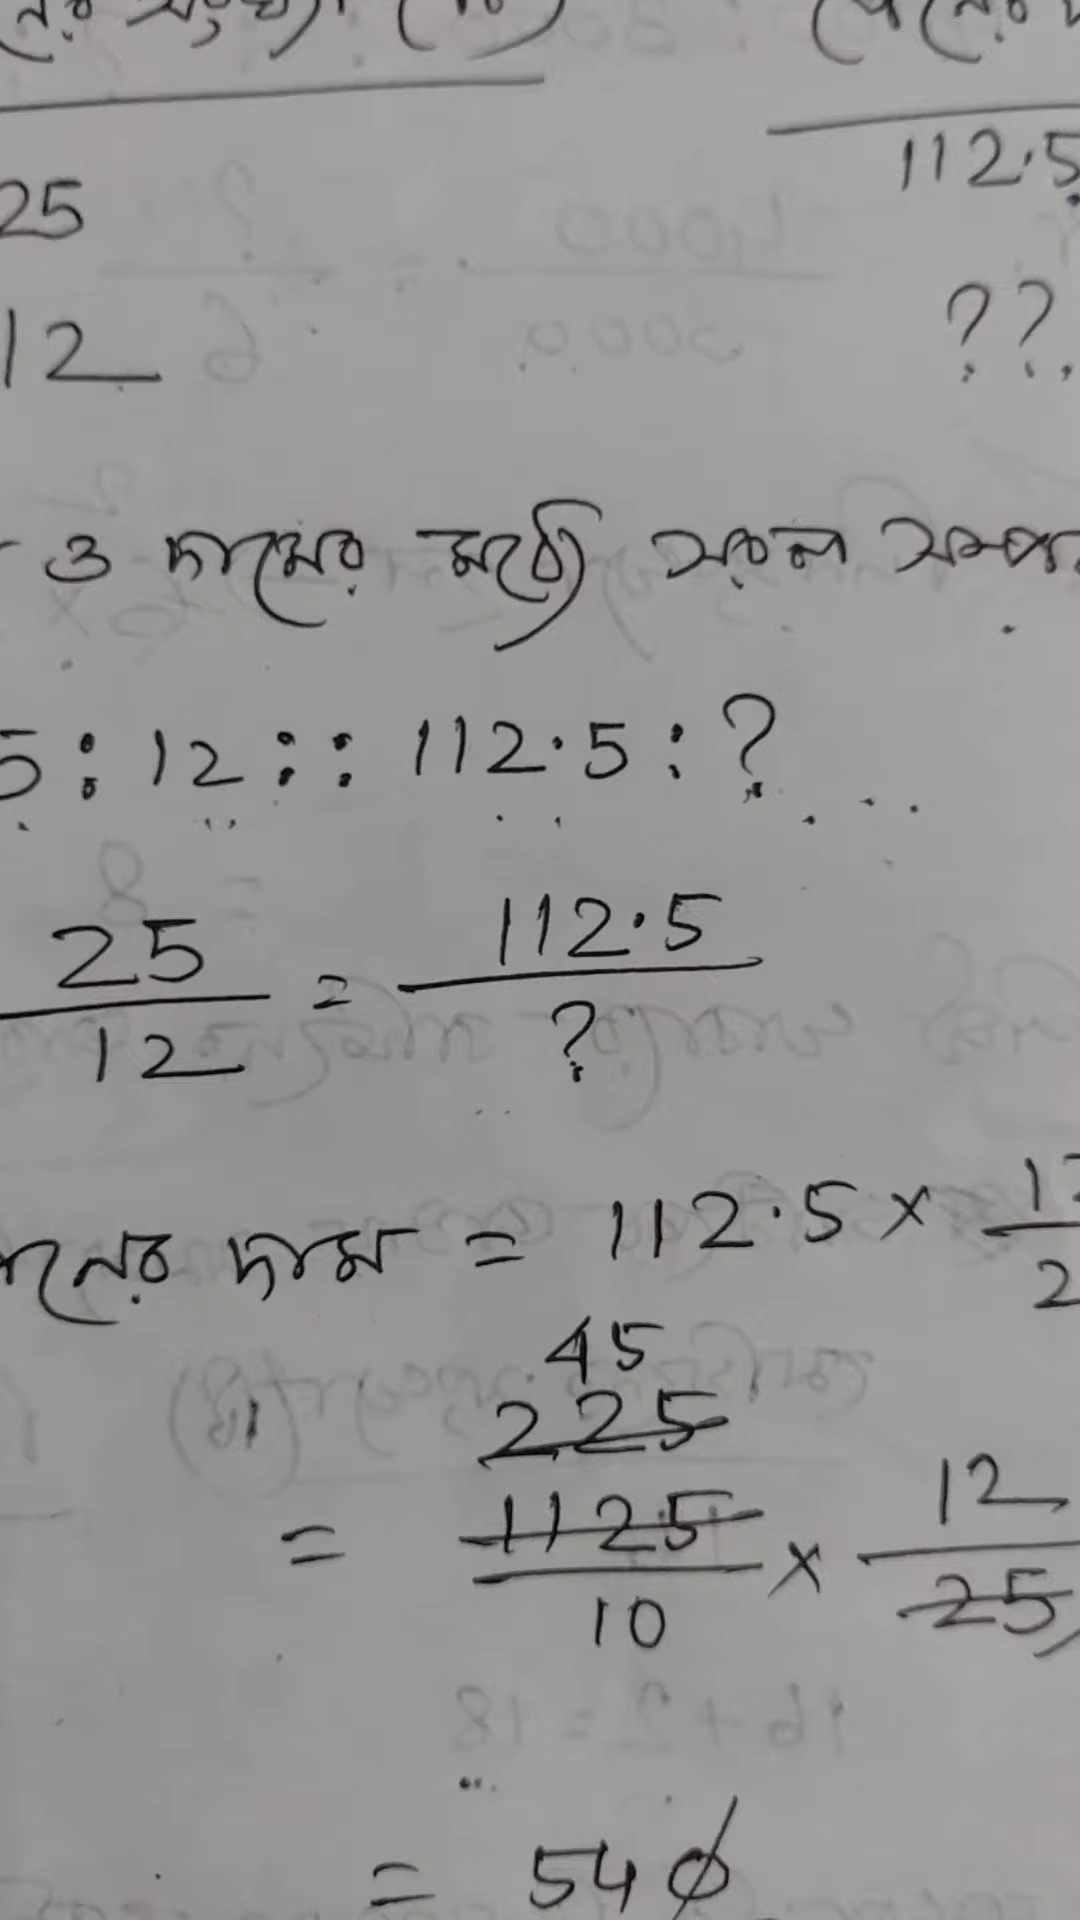 112.5
25
12 ??
ও দামের মধ্যে সরল
5 : 12 :: 112.5 : ?
25/12 = 112.5/?
নের দাম = 112.5 ×
45
225
= 1125/10 × 12/25
= 540